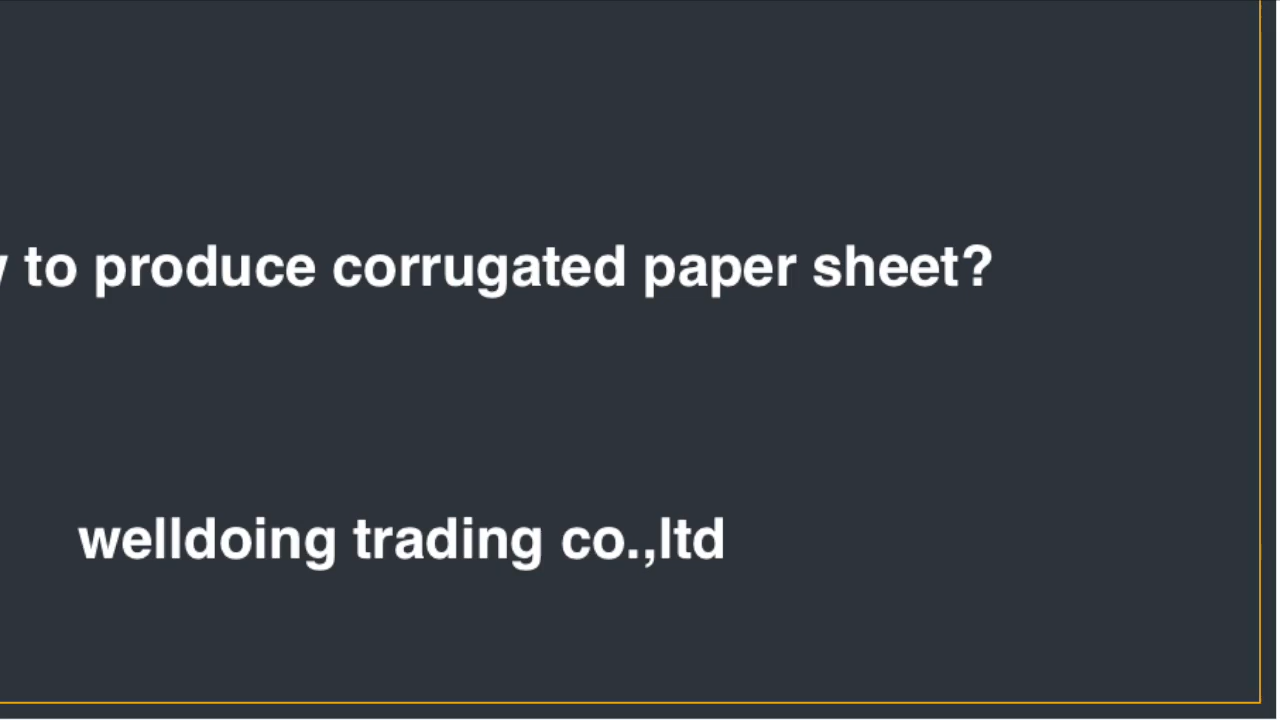 to produce corrugated paper sheet?
welldoing trading co.,ltd